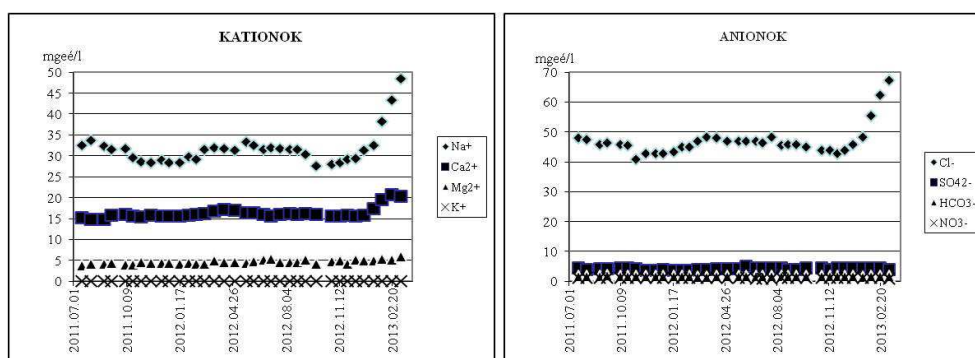 KATIONOK
mgeé/l
50
45
40
35
30
25
20
15
10
5
0
2011.07.01
2011.10.09
2012.01.17
2012.04.26
2012.08.04
2012.11.12
2013.02.20
Na+
Ca2+
Mg2+
K+
ANIONOK
mgeé/l
70
60
50
40
30
20
10
0
2011.07.01
2011.10.09
2012.01.17
2012.04.26
2012.08.04
2012.11.12
2013.02.20
Cl-
SO42-
HCO3-
NO3-